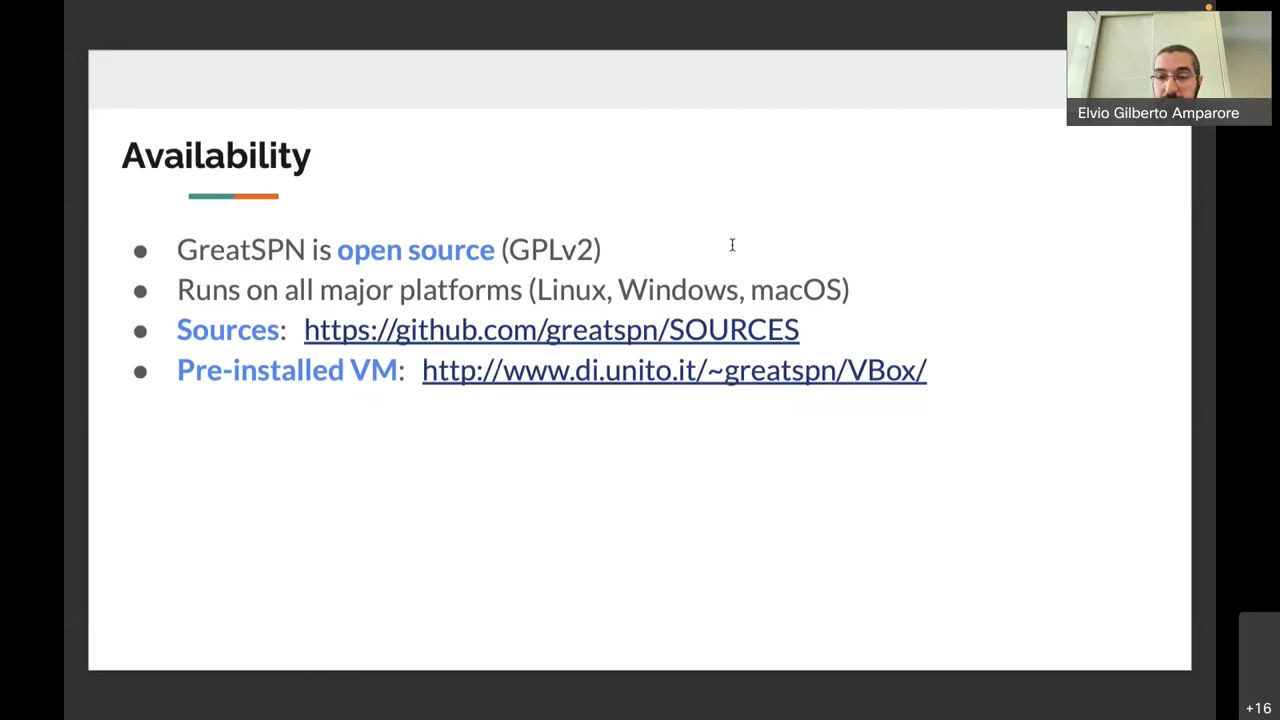 Elvio Gilberto Amparore
Availability
● GreatSPN is open source (GPLv2)
● Runs on all major platforms (Linux, Windows, macOS)
● Sources: https://github.com/greatspn/SOURCES
● Pre-installed VM: http://www.di.unito.it/~greatspn/VBox/
+16